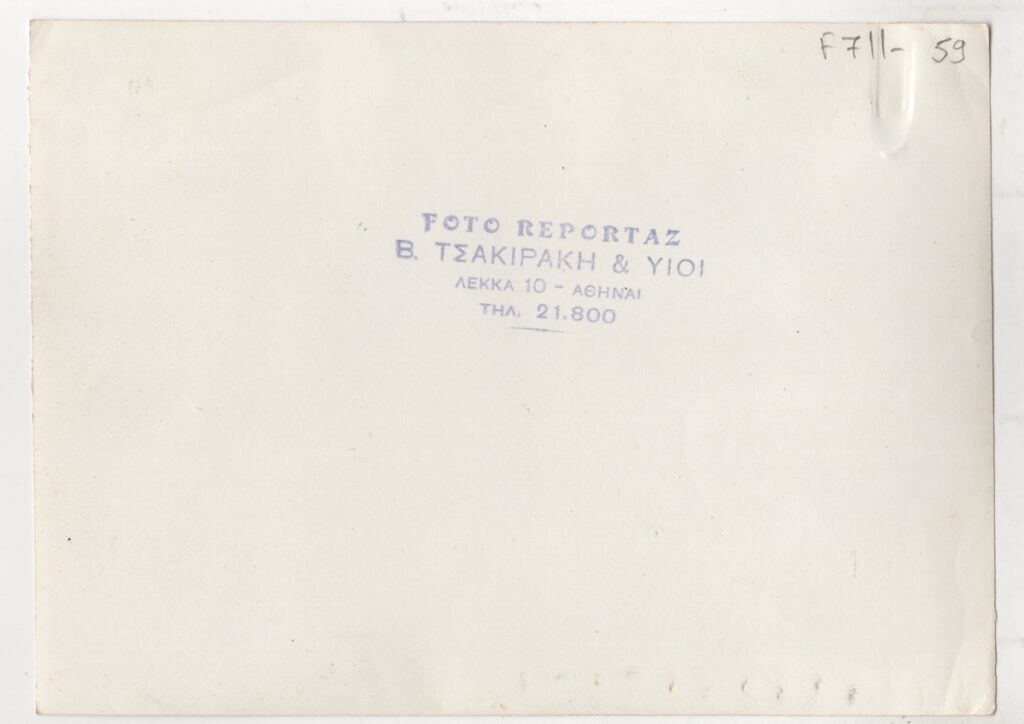 F711-59
FOTO REPORTAZ
Β. ΤΣΑΚΙΡΑΚΗ & ΥΙΟΙ
ΛΕΚΚΑ 10 - ΑΘΗΝΑΙ
ΤΗΛ. 21.800